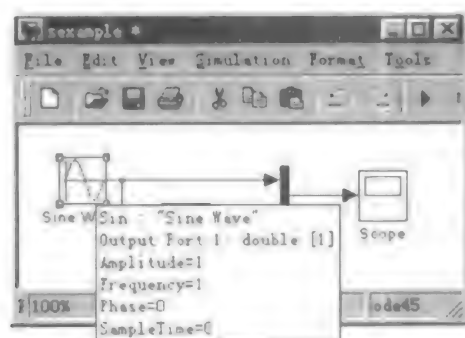 sexample *
File Edit View Simulation Format Tools
Sine W
Sin - "Sine Wave"
Output Port 1: double [1]
Amplitude=1
Frequency=1
Phase=0
SampleTime=0
Scope
100%
ode45